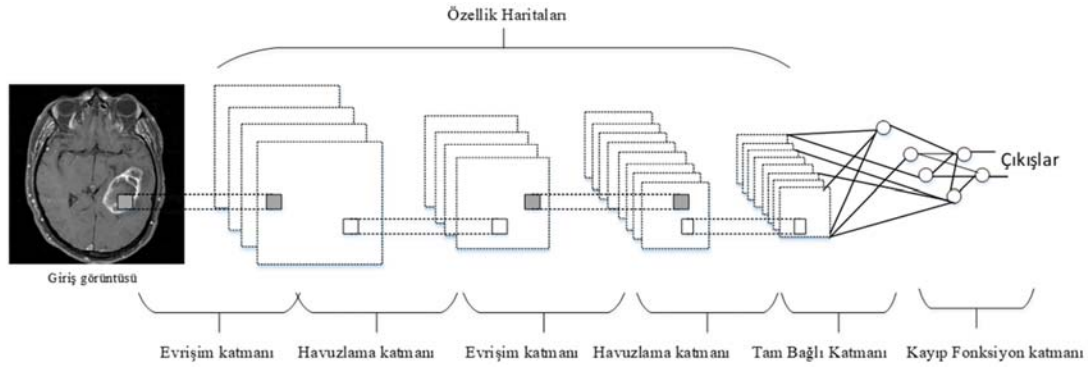 Özellik Haritaları
Çıkışlar
Giriş görüntüsü
Evrişim katmanı
Havuzlama katmanı
Evrişim katmanı
Havuzlama katmanı
Tam Bağlı Katmanı
Kayıp Fonksiyon katmanı